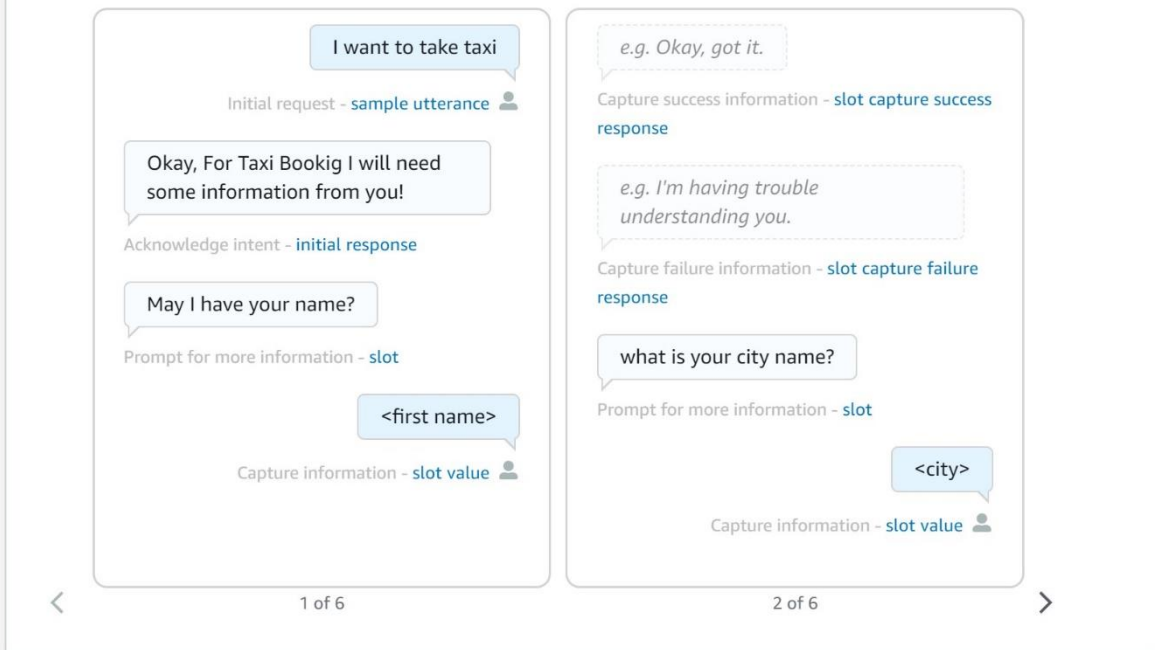 I want to take taxi
Initial request - sample utterance
Okay, For Taxi Bookig I will need
some information from you!
Acknowledge intent - initial response
May I have your name?
Prompt for more information - slot
<first name>
Capture information - slot value
1 of 6
e.g. Okay, got it.
Capture success information - slot capture success
response
e.g. I'm having trouble
understanding you.
Capture failure information - slot capture failure
response
what is your city name?
Prompt for more information - slot
<city>
Capture information - slot value
2 of 6